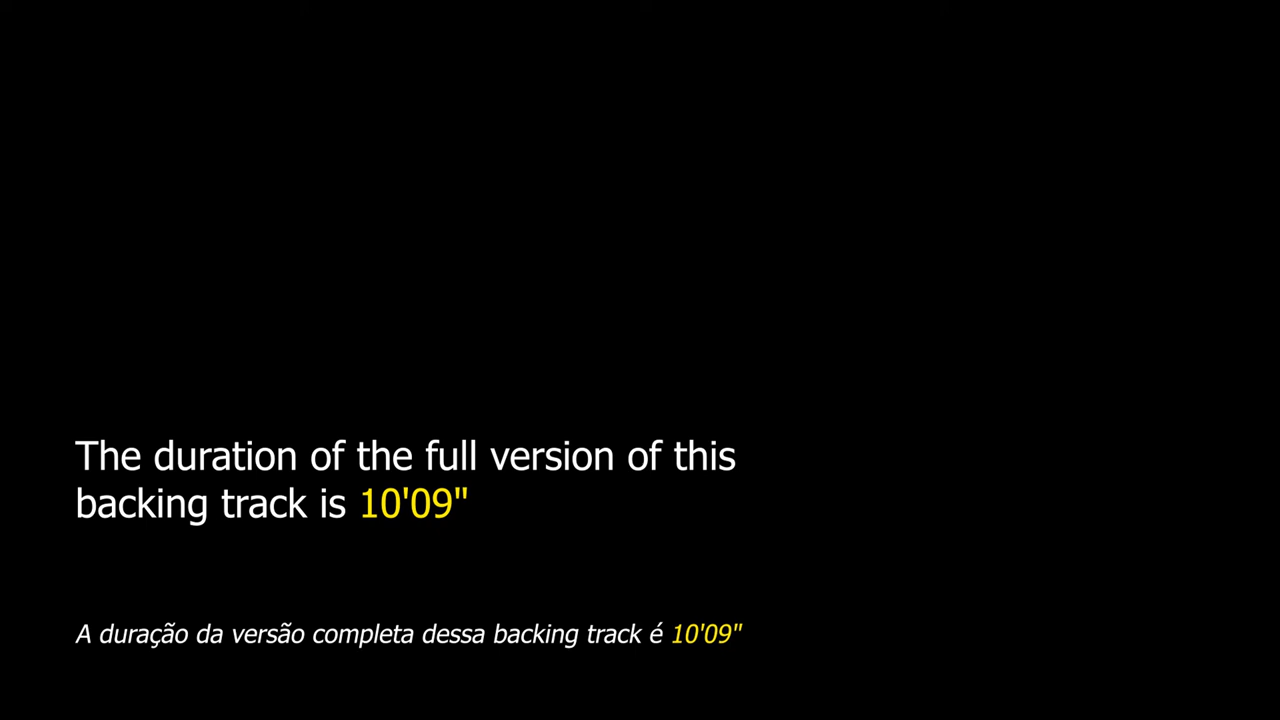 The duration of the full version of this
backing track is 10'09"
A duração da versão completa dessa backing track é 10'09"